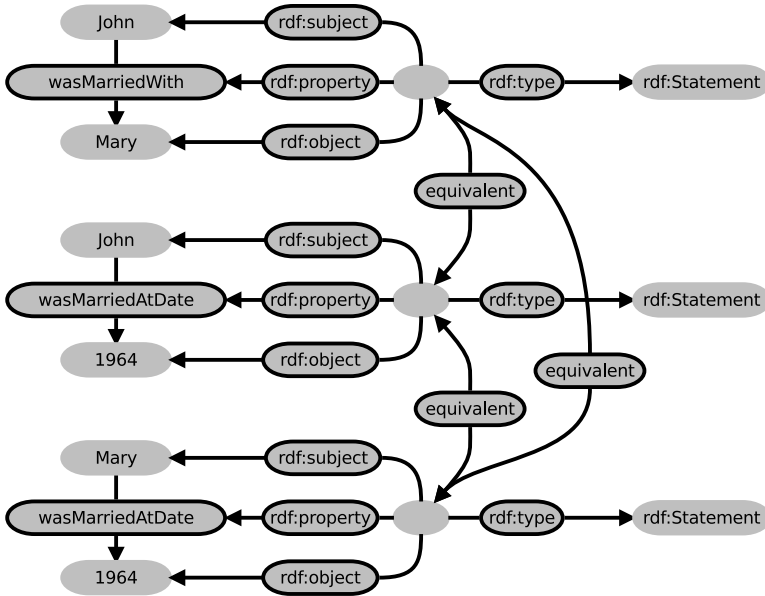 John
rdf:subject
wasMarriedWith
rdf:property
rdf:type
rdf:Statement
Mary
rdf:object
equivalent
John
rdf:subject
wasMarriedAtDate
rdf:property
rdf:type
rdf:Statement
1964
rdf:object
equivalent
equivalent
Mary
rdf:subject
wasMarriedAtDate
rdf:property
rdf:type
rdf:Statement
1964
rdf:object